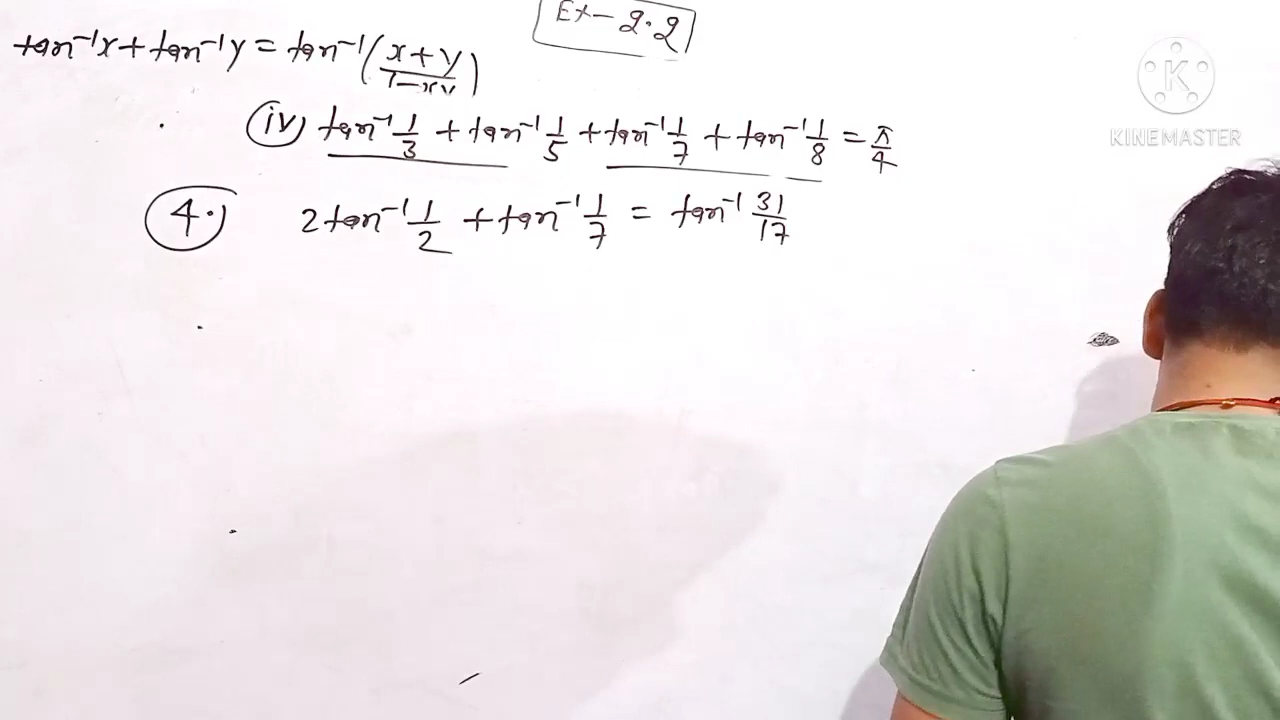 Ex - 2.2
tan⁻¹x + tan⁻¹y = tan⁻¹(x + y / 1 - xy)
(iv) tan⁻¹ 1/3 + tan⁻¹ 1/5 + tan⁻¹ 1/7 + tan⁻¹ 1/8 = π/4
4. 2tan⁻¹ 1/2 + tan⁻¹ 1/7 = tan⁻¹ 31/17
K
KINEMASTER